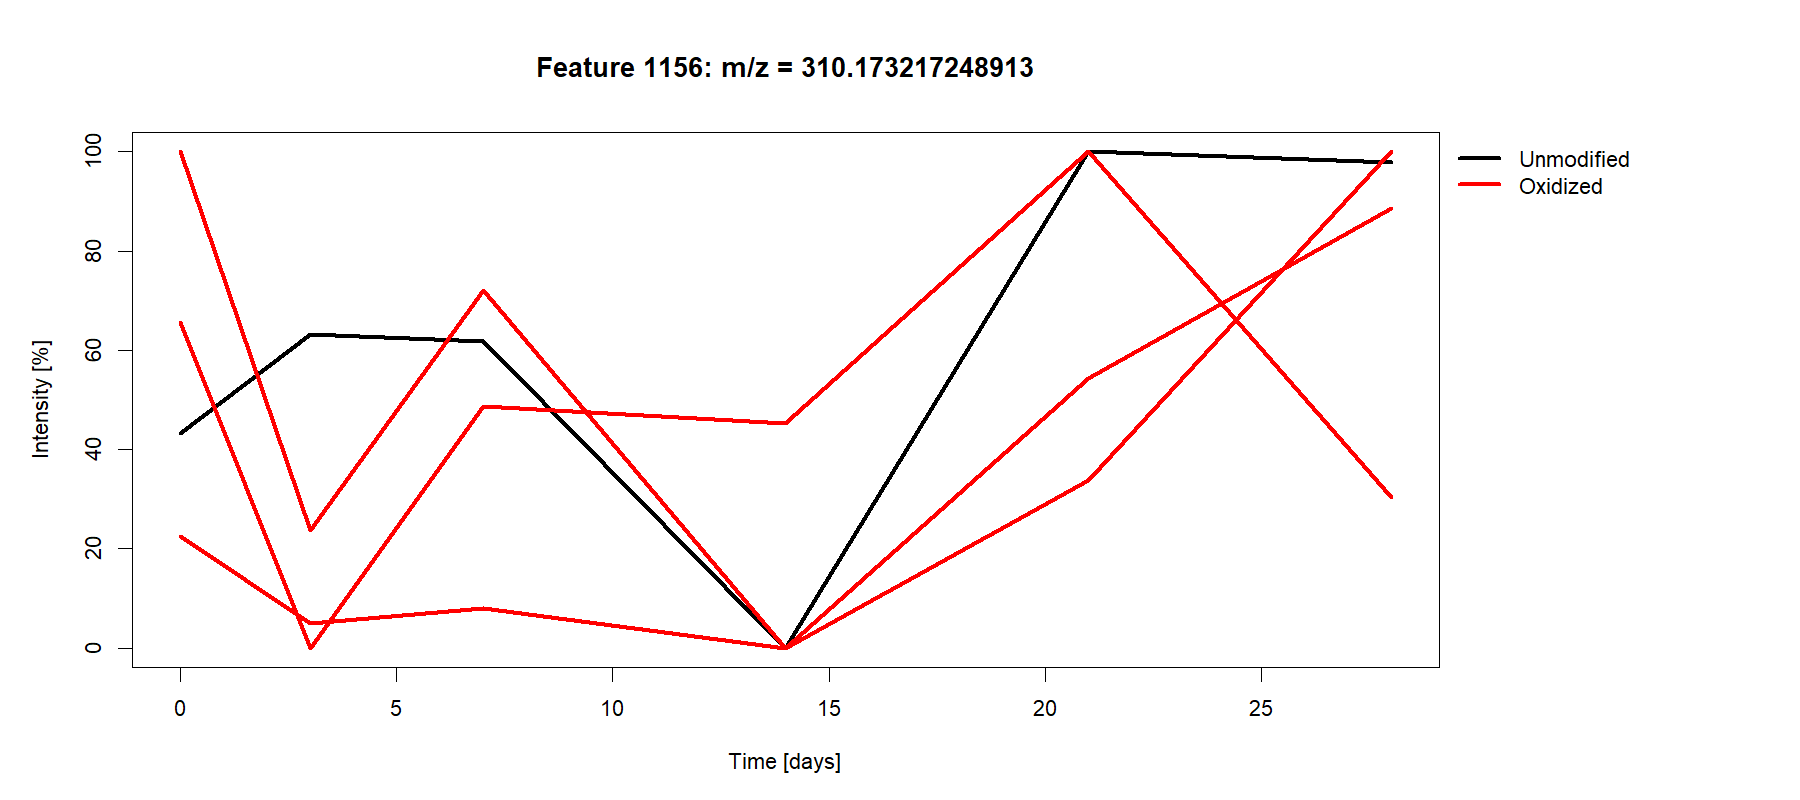 Feature 1156: m/z = 310.173217248913
Unmodified
Oxidized
Intensity [%]
100
80
60
40
20
0
0 5 10 15 20 25
Time [days]